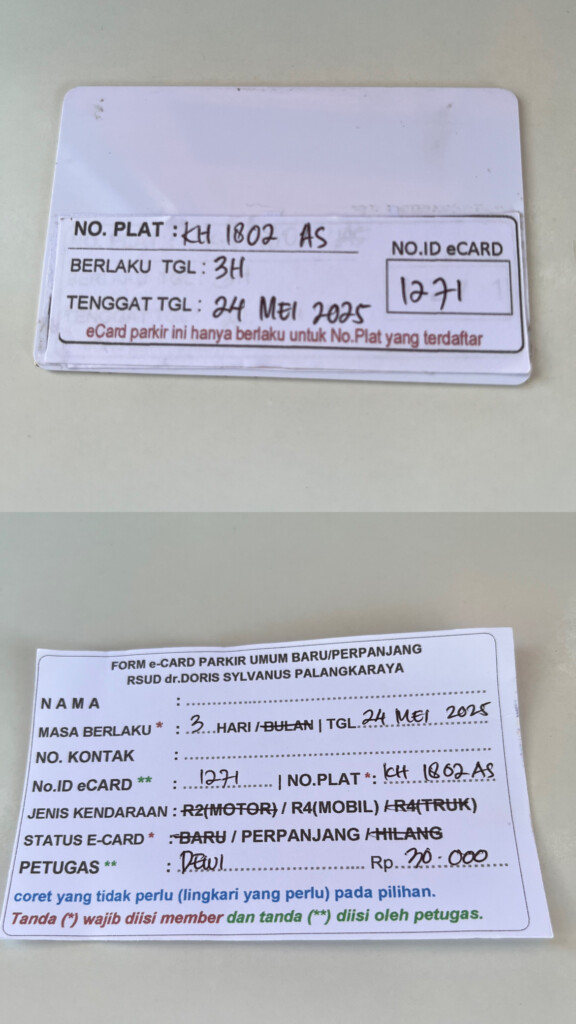 NO. PLAT : KH 1802 AS
NO.ID eCARD
BERLAKU TGL : 3H
1271
TENGGAT TGL : 24 MEI 2025
eCard parkir ini hanya berlaku untuk No.Plat yang terdaftar
FORM e-CARD PARKIR UMUM BARU/PERPANJANG
RSUD dr.DORIS SYLVANUS PALANGKARAYA
N A M A :
MASA BERLAKU * : 3 HARI / BULAN | TGL. 24 MEI 2025
NO. KONTAK :
No.ID eCARD ** : 1271 | NO.PLAT *: KH 1802 AS
JENIS KENDARAAN : R2(MOTOR) / R4(MOBIL) / R4(TRUK)
STATUS E-CARD * : BARU / PERPANJANG / HILANG
PETUGAS ** : DEWI Rp. 30.000
coret yang tidak perlu (lingkari yang perlu) pada pilihan.
Tanda (*) wajib diisi member dan tanda (**) diisi oleh petugas.